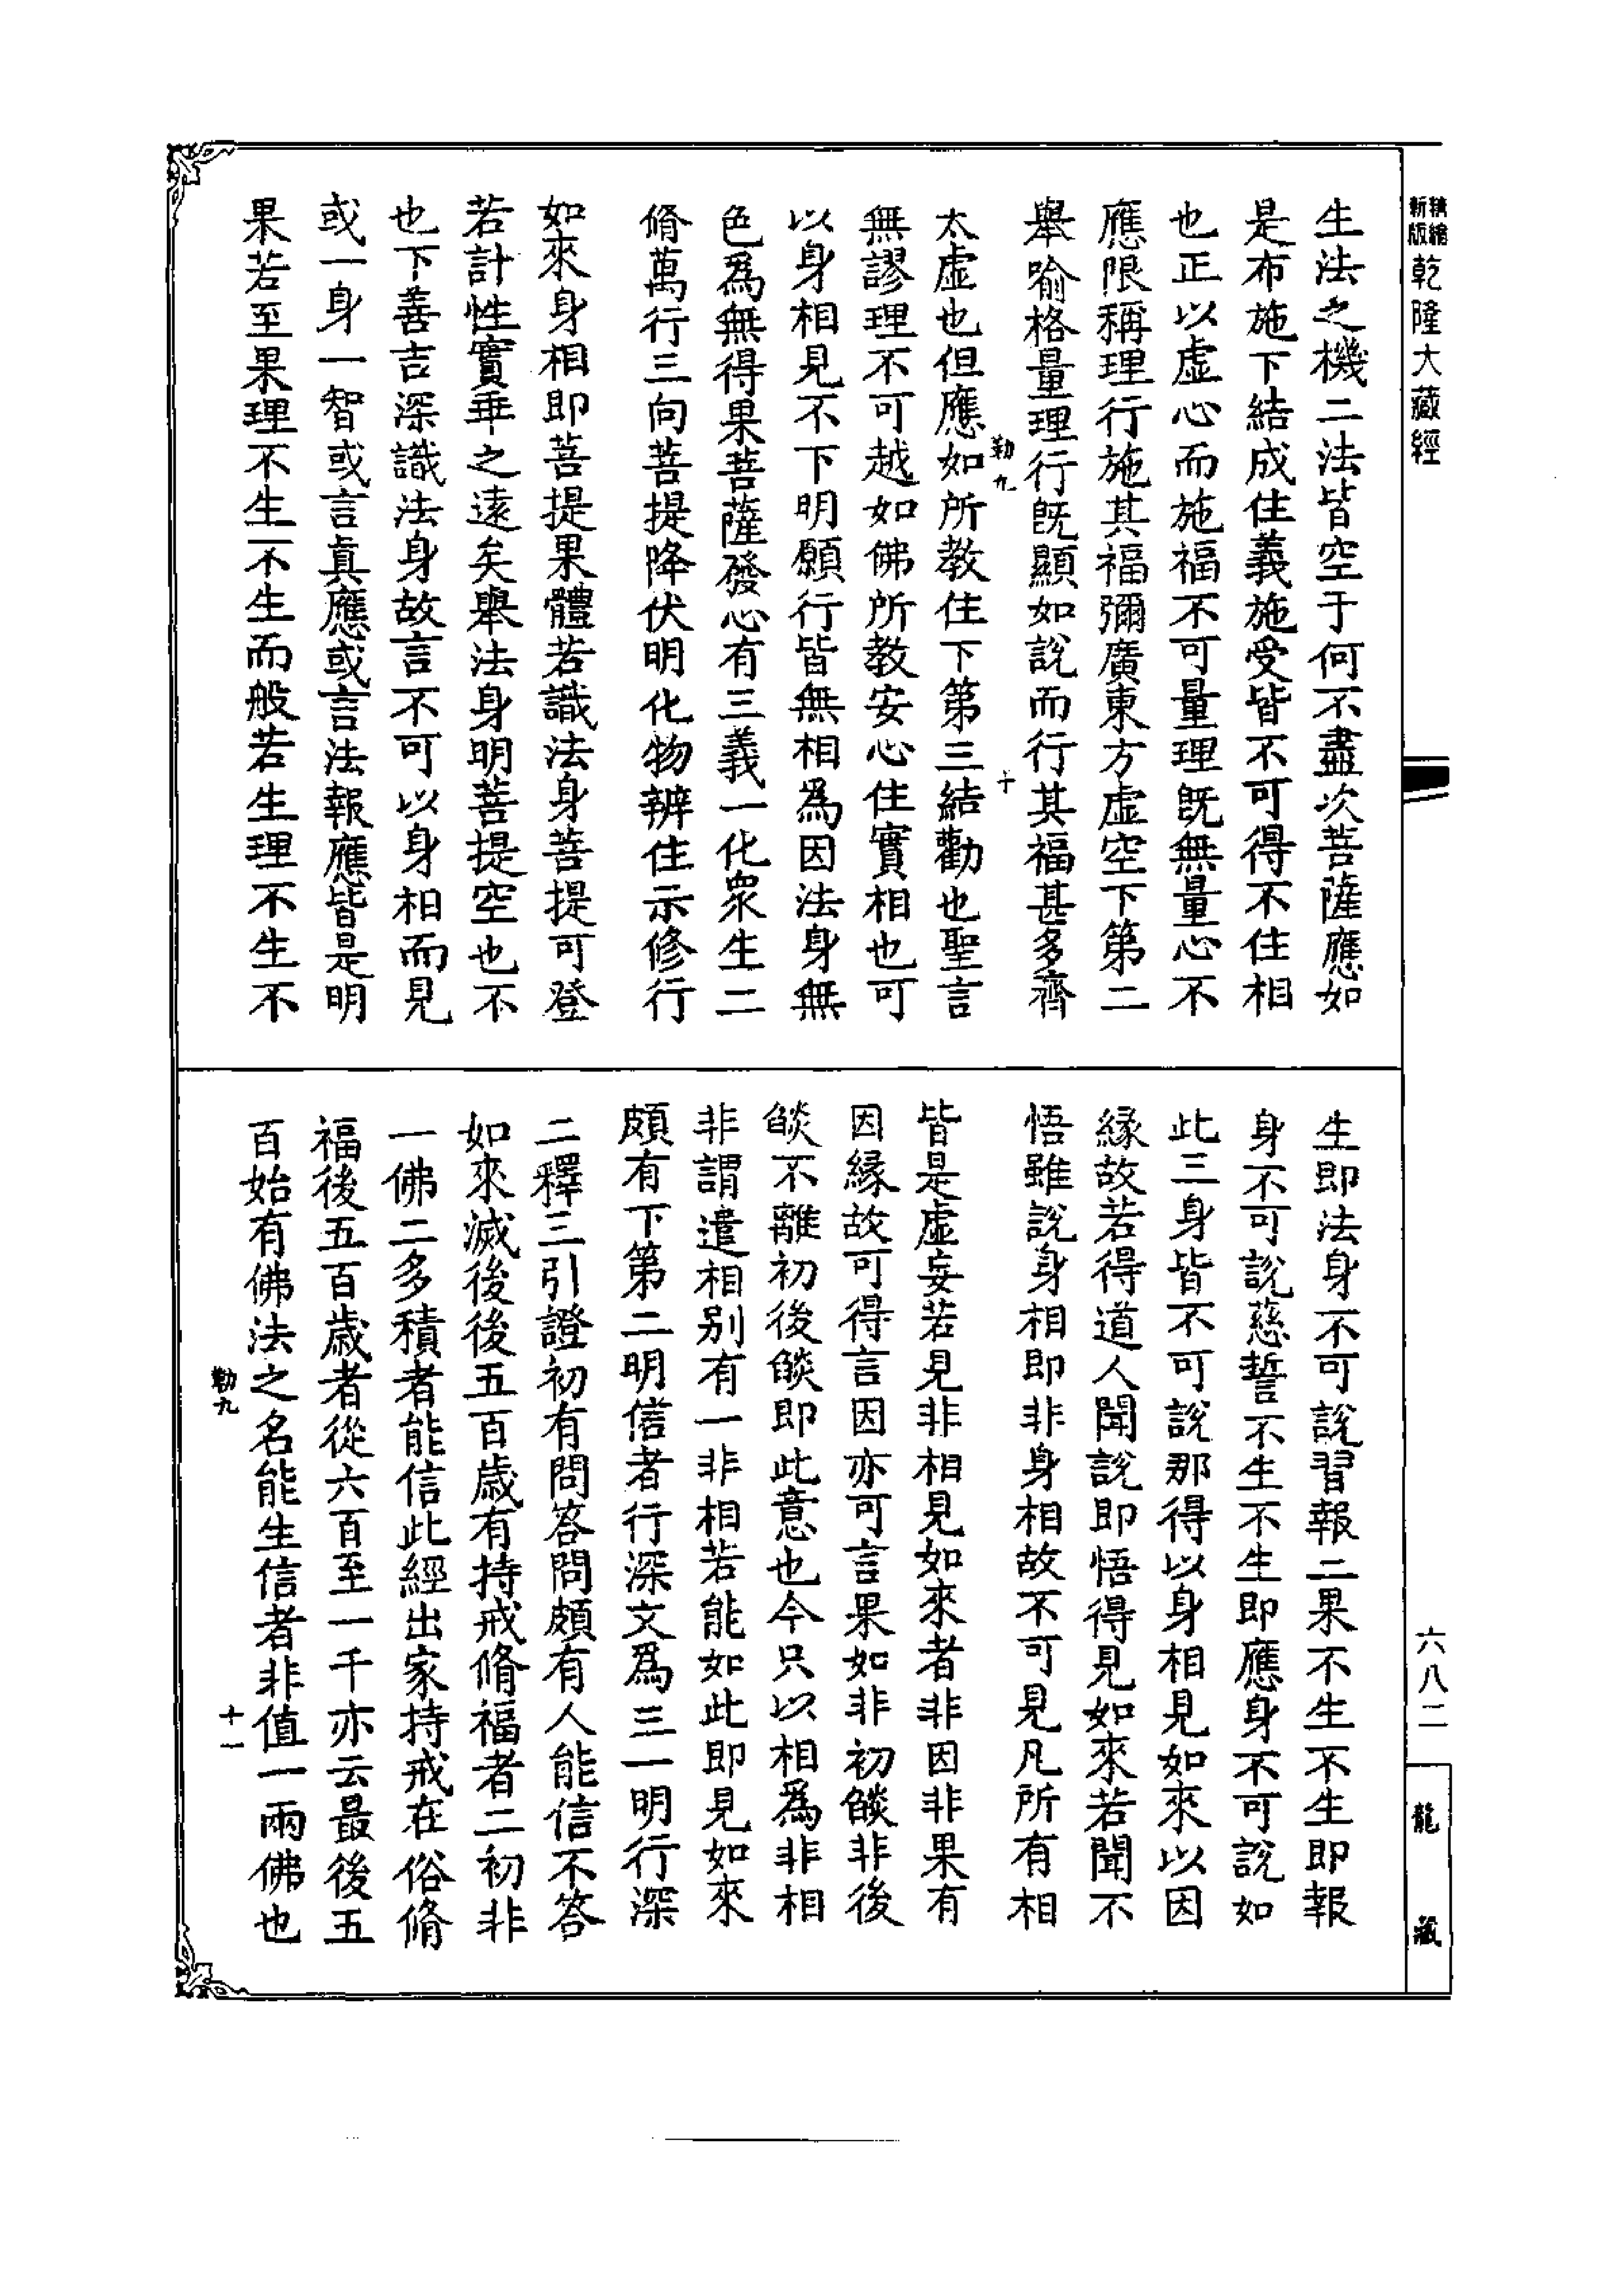 新版
精繪
乾隆大藏經
生法之機二法皆空于何不盡次菩薩應如
是布施下結成住義施受皆不可得不住相
也正以虛心而施福不可量理既無量心不
應限稱理行施其福彌廣東方虛空下第二
舉喻格量理行既顯如說而行其福甚多齊
勒九
十
太虛也但應如所教住下第三結勸也聖言
無謬理不可越如佛所教安心住實相也可
以身相見不下明願行皆無相為因法身無
色為無得果菩薩發心有三義一化眾生二
脩萬行三向菩提降伏明化物辨住示修行
如來身相即菩提果體若識法身菩提可登
若計性實乖之遠矣舉法身明菩提空也不
也下善吉深識法身故言不可以身相而見
或一身一智或言真應或言法報應皆是明
果若至果理不生不生而般若生理不生不
生即法身不可說習報二果不生不生即報
身不可說慈誓不生不生即應身不可說如
此三身皆不可說那得以身相見如來以因
緣故若得道人聞說即悟得見如來若聞不
悟雖說身相即非身相故不可見凡所有相
皆是虛妄若見非相見如來者非因非果有
因緣故可得言因亦可言果如非初燄非後
燄不離初後燄即此意也今只以相為非相
非謂遣相別有一非相若能如此即見如來
頗有下第二明信者行深文為三一明行深
二釋三引證初有問答問頗有人能信不答
如來滅後後五百歲有持戒脩福者二初非
一佛二多積者能信此經出家持戒在俗脩
福後五百歲者從六百至一千亦云最後五
百始有佛法之名能生信者非值一兩佛也
勒九
十一
六八二
龍藏